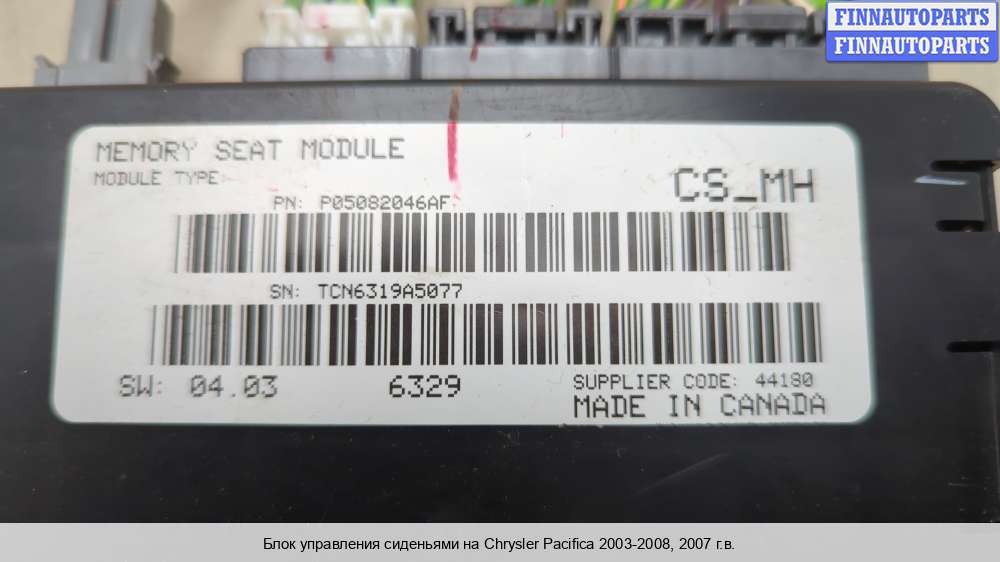 FINNAUTOPARTS
FINNAUTOPARTS
MEMORY SEAT MODULE
MODULE TYPE:
CS_MH
PN: P05082046AF
SN: TCN6319A5077
SW: 04.03
6329
SUPPLIER CODE: 44180
MADE IN CANADA
Блок управления сиденьями на Chrysler Pacifica 2003-2008, 2007 г.в.